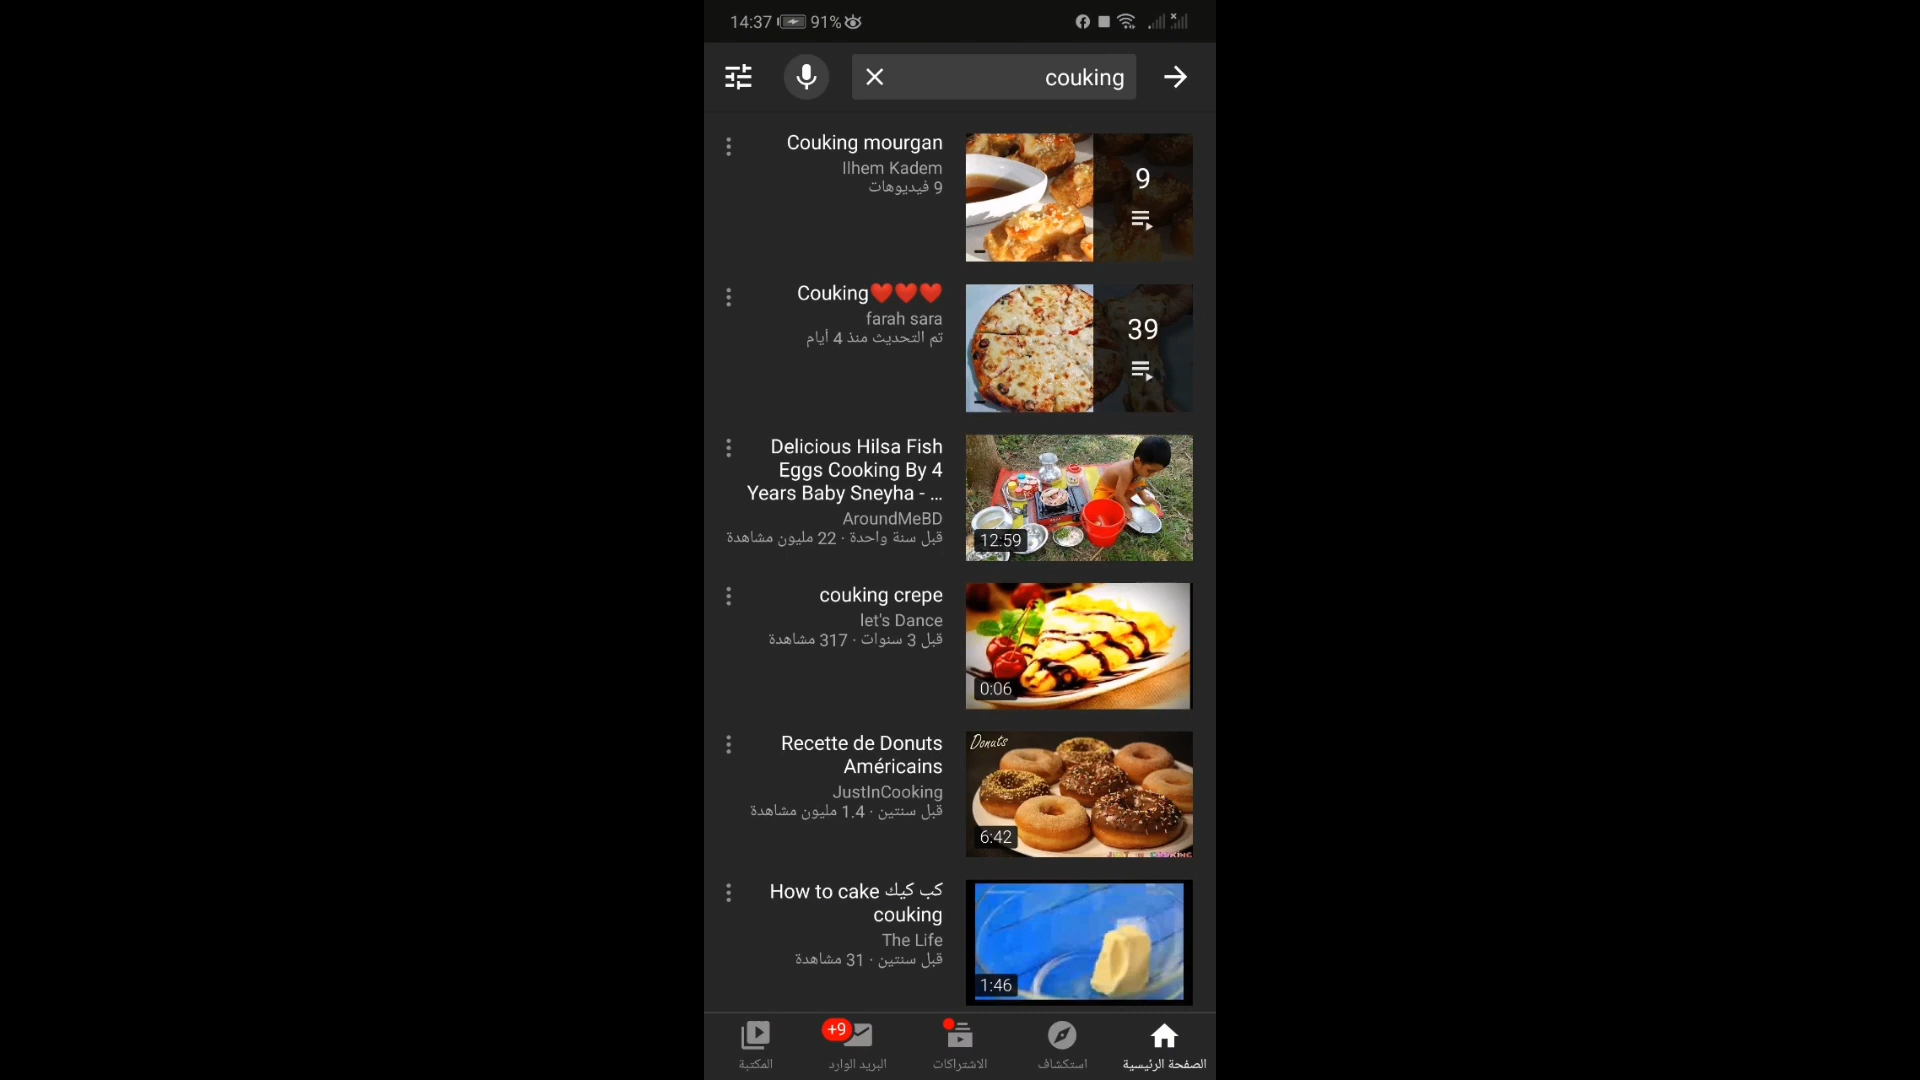 14:37 91%
couking
Couking mourgan
Ilhem Kadem
9 فيديوهات
9
Couking❤️❤️❤️
farah sara
تم التحديث منذ 4 أيام
39
Delicious Hilsa Fish
Eggs Cooking By 4
Years Baby Sneyha - ...
AroundMeBD
قبل سنة واحدة · 22 مليون مشاهدة
12:59
couking crepe
let's Dance
قبل 3 سنوات · 317 مشاهدة
0:06
Recette de Donuts
Américains
JustInCooking
قبل سنتين · 1.4 مليون مشاهدة
Donuts
6:42
JUST IN COOKING
How to cake كب كيك
couking
The Life
قبل سنتين · 31 مشاهدة
1:46
الصفحة الرئيسية
استكشاف
الاشتراكات
+9
البريد الوارد
المكتبة